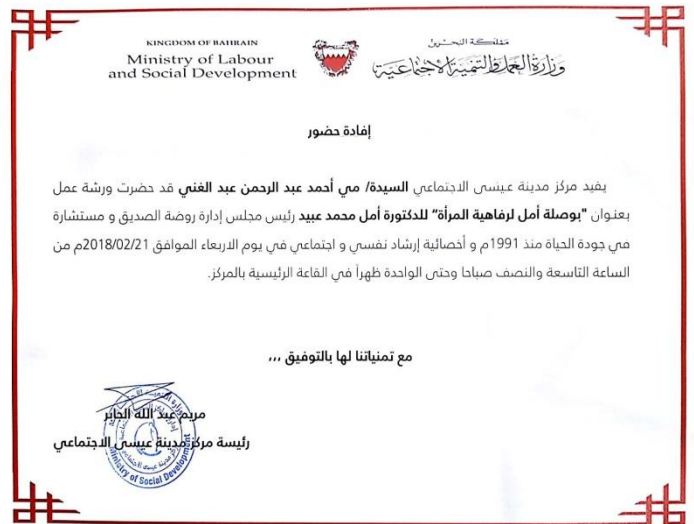 KINGDOM OF BAHRAIN
Ministry of Labour
and Social Development
مملكة البحرين
وزارة العمل والتنمية الاجتماعية
إفادة حضور
يفيد مركز مدينة عيسى الاجتماعي السيدة/ مي أحمد عبد الرحمن عبد الغني قد حضرت ورشة عمل
بعنوان "بوصلة أمل لرفاهية المرأة" للدكتورة أمل محمد عبيد رئيس مجلس إدارة روضة الصديق و مستشارة
في جودة الحياة منذ 1991م و أخصائية إرشاد نفسي و اجتماعي في يوم الاربعاء الموافق 2018/02/21م من
الساعة التاسعة والنصف صباحا وحتى الواحدة ظهراً في القاعة الرئيسية بالمركز.
مع تمنياتنا لها بالتوفيق ,,,
مريم عبد الله الجابر
رئيسة مركز مدينة عيسى الاجتماعي
Ministry of Social Development